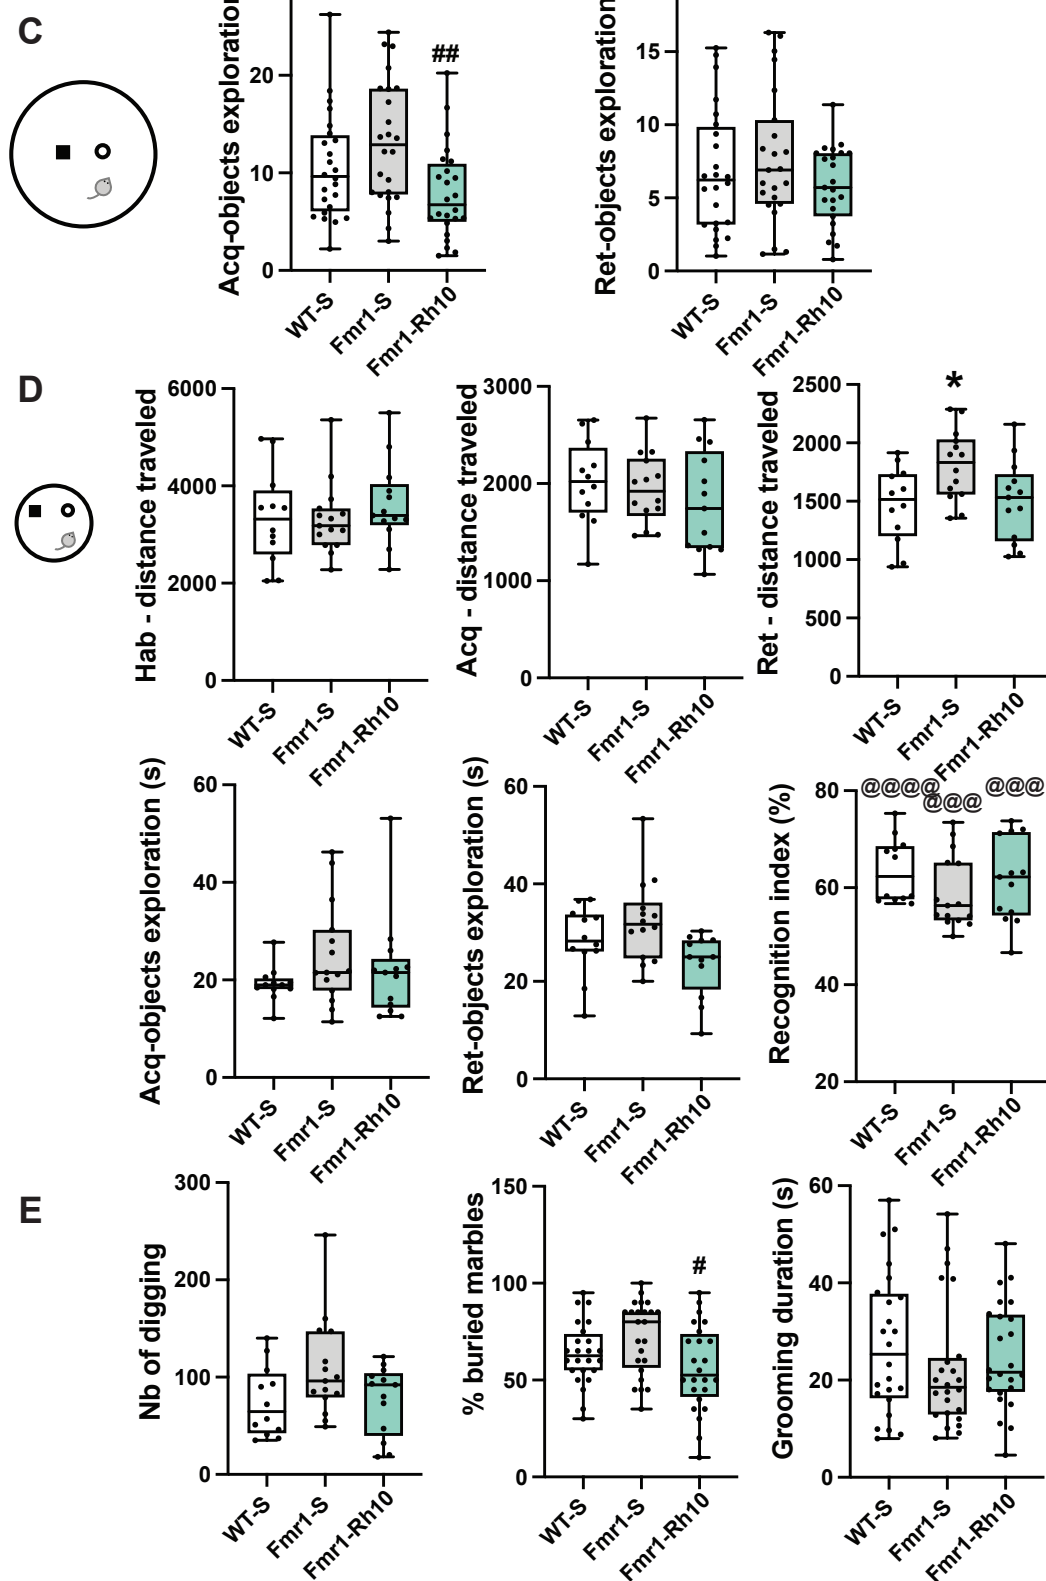 C
Acq-objects exploration
20
10
0
##
WT-S
Fmr1-S
Fmr1-Rh10
Ret-objects exploration
15
10
5
0
WT-S
Fmr1-S
Fmr1-Rh10
D
Hab - distance traveled
6000
4000
2000
0
WT-S
Fmr1-S
Fmr1-Rh10
Acq - distance traveled
3000
2000
1000
0
WT-S
Fmr1-S
Fmr1-Rh10
Ret - distance traveled
2500
2000
1500
1000
500
0
*
WT-S
Fmr1-S
Fmr1-Rh10
Acq-objects exploration (s)
60
40
20
0
WT-S
Fmr1-S
Fmr1-Rh10
Ret-objects exploration (s)
60
40
20
0
WT-S
Fmr1-S
Fmr1-Rh10
Recognition index (%)
80
60
40
20
@@@@
@@@
@@@
WT-S
Fmr1-S
Fmr1-Rh10
E
Nb of digging
300
200
100
0
WT-S
Fmr1-S
Fmr1-Rh10
% buried marbles
150
100
50
0
#
WT-S
Fmr1-S
Fmr1-Rh10
Grooming duration (s)
60
40
20
0
WT-S
Fmr1-S
Fmr1-Rh10